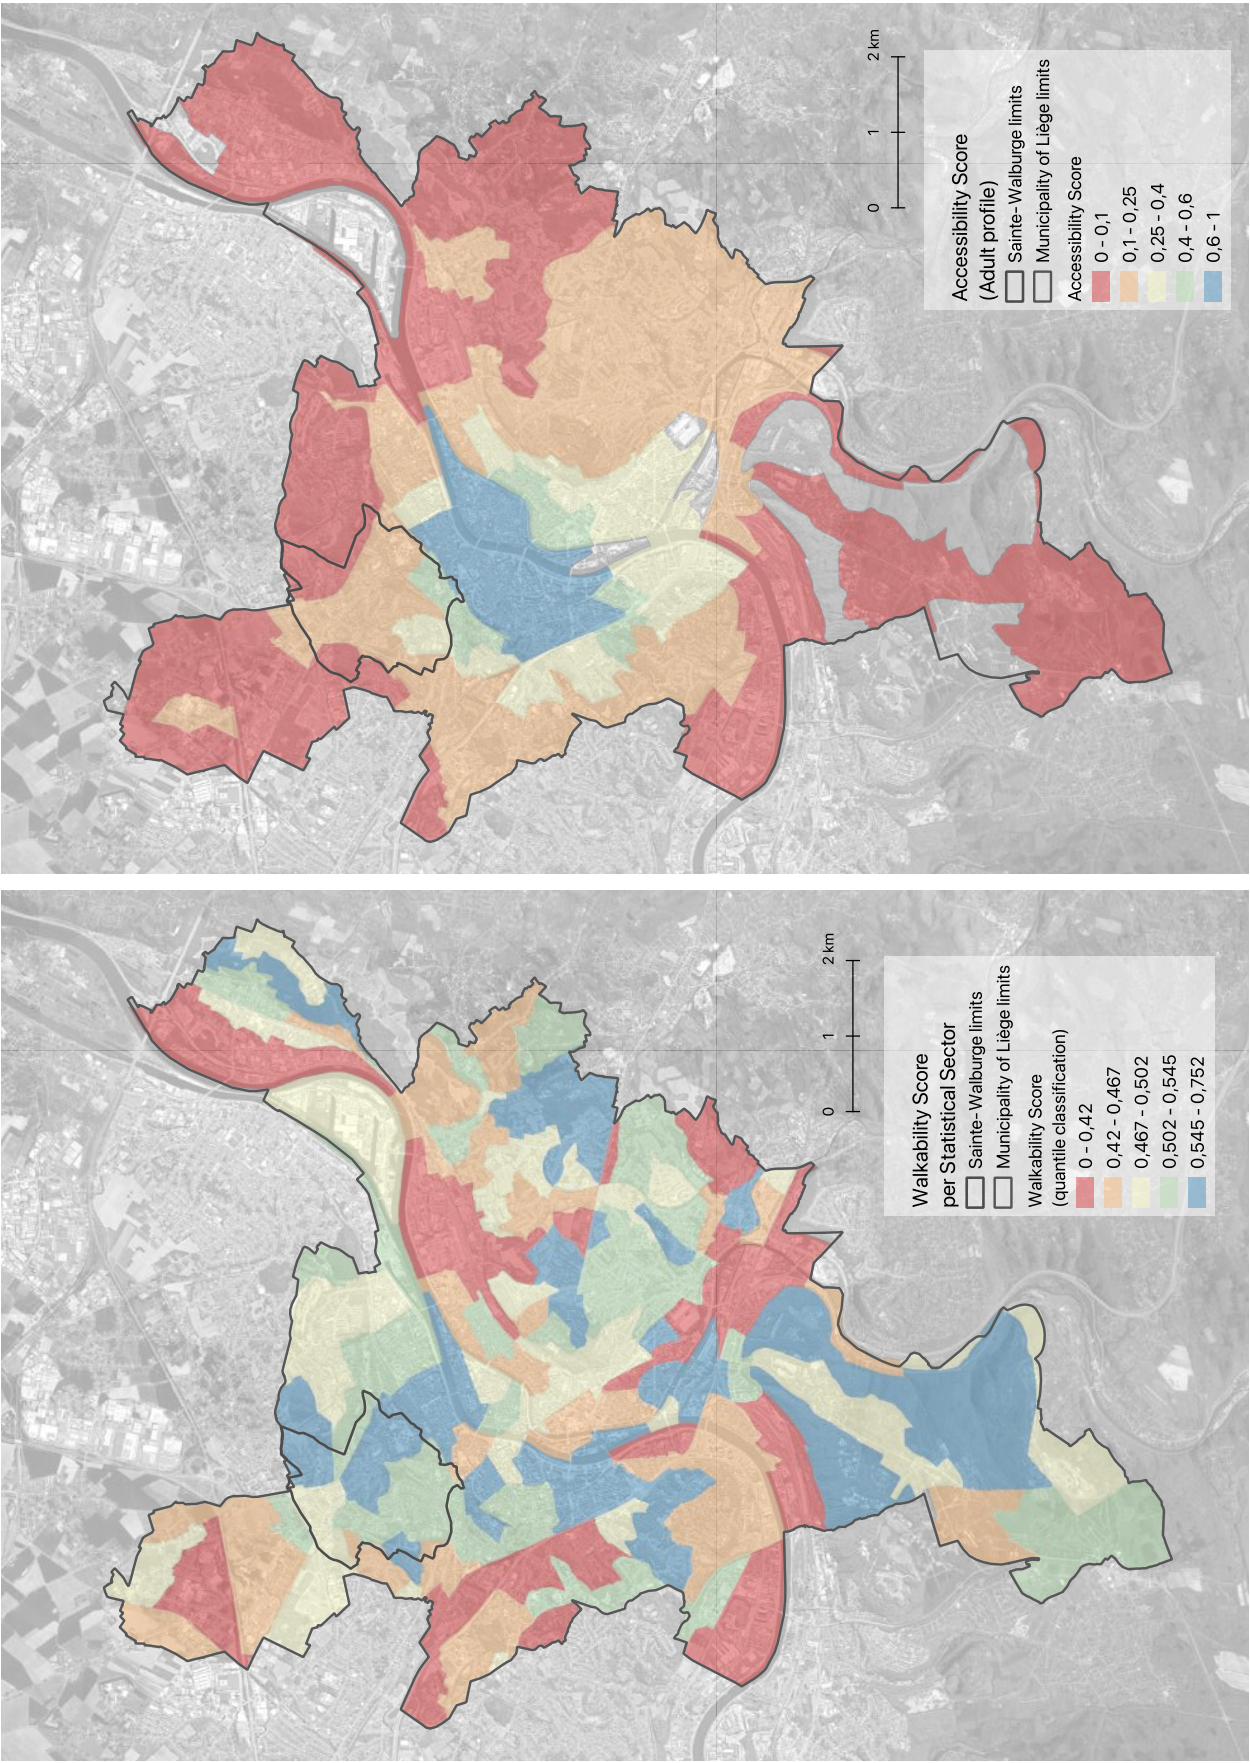 Accessibility Score
(Adult profile)
Sainte-Walburge limits
Municipality of Liège limits
Accessibility Score
0 - 0,1
0,1 - 0,25
0,25 - 0,4
0,4 - 0,6
0,6 - 1
0 1 2 km
Walkability Score
per Statistical Sector
Sainte-Walburge limits
Municipality of Liège limits
Walkability Score
(quantile classification)
0 - 0,42
0,42 - 0,467
0,467 - 0,502
0,502 - 0,545
0,545 - 0,752
0 1 2 km